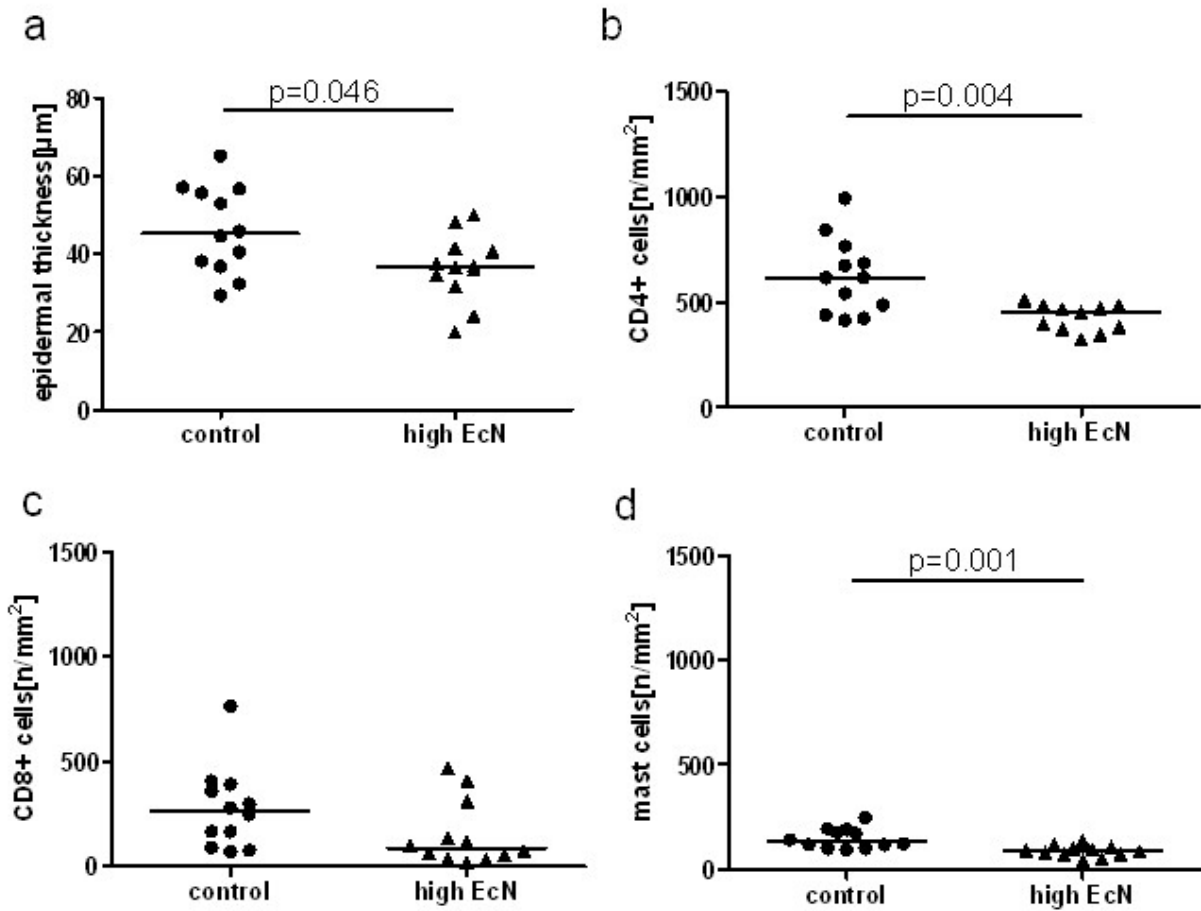 a
p=0.046
epidermal thickness[µm]
80
60
40
20
0
control high EcN
b
p=0.004
CD4+ cells[n/mm²]
1500
1000
500
0
control high EcN
c
CD8+ cells[n/mm²]
1500
1000
500
0
control high EcN
d
p=0.001
mast cells[n/mm²]
1500
1000
500
0
control high EcN